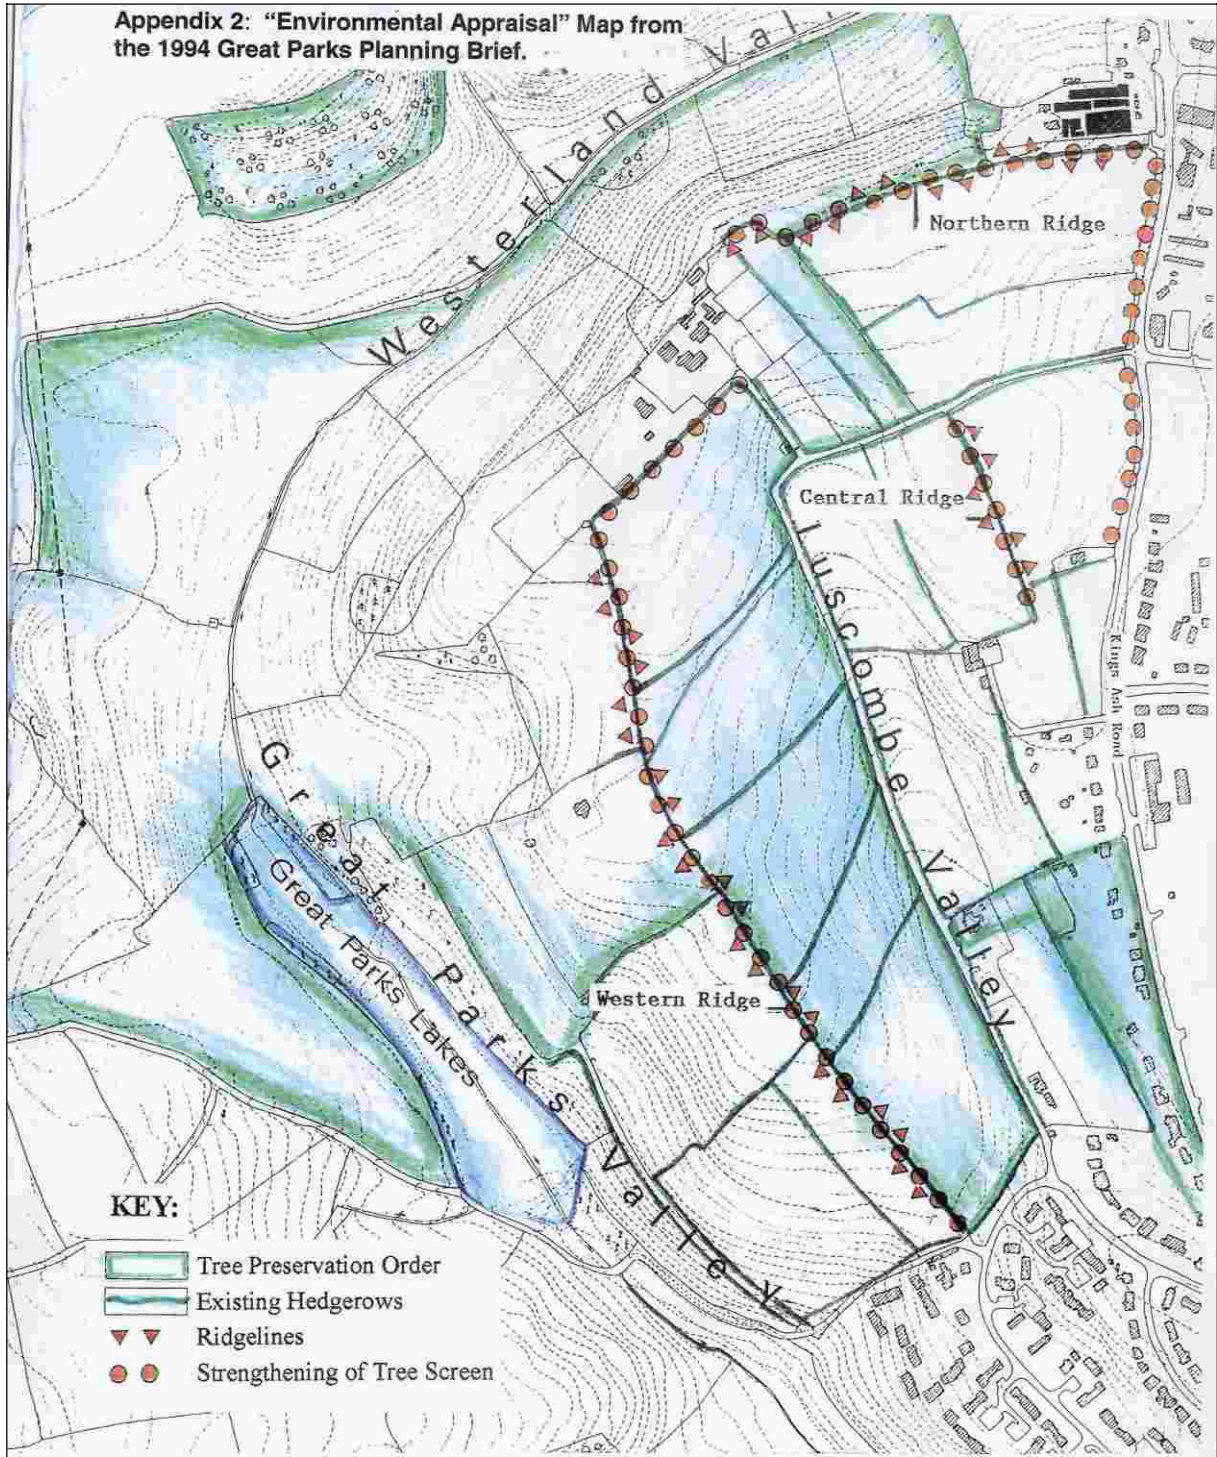 Appendix 2: “Environmental Appraisal” Map from
the 1994 Great Parks Planning Brief.
Westerland Val
Northern Ridge
Central Ridge
Luscombe Valley
Kings Ash Road
Great Parks Valley
Great Parks Lakes
Western Ridge
KEY:
Tree Preservation Order
Existing Hedgerows
Ridgelines
Strengthening of Tree Screen